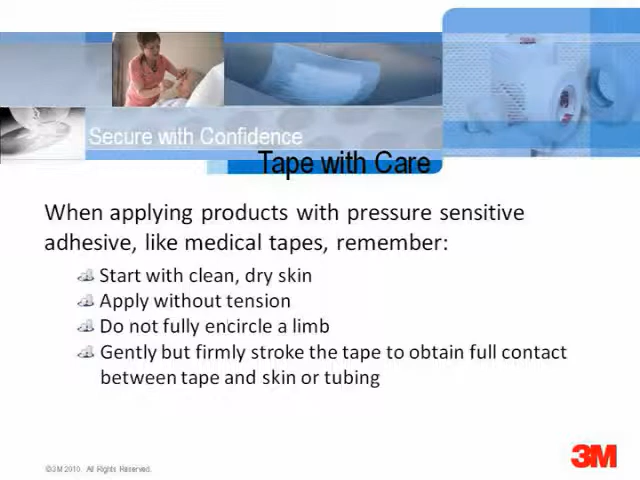 Secure with Confidence
Tape with Care
When applying products with pressure sensitive
adhesive, like medical tapes, remember:
Start with clean, dry skin
Apply without tension
Do not fully encircle a limb
Gently but firmly stroke the tape to obtain full contact
between tape and skin or tubing
©3M 2010. All Rights Reserved.
3M